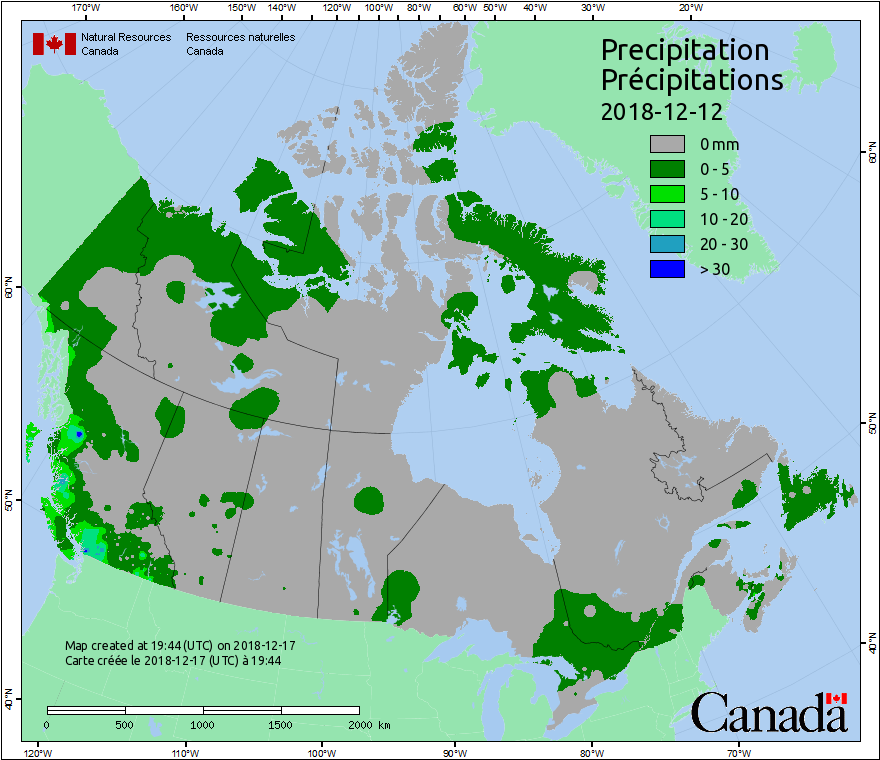 170°W 160°W 150°W 140°W 130°W 120°W 110°W 100°W 90°W 80°W 60°W 50°W 40°W 30°W 20°W
Natural Resources Ressources naturelles
Canada Canada
Precipitation
Précipitations
2018-12-12
0 mm
0 - 5
5 - 10
10 - 20
20 - 30
> 30
60°N
60°N
50°N
50°N
40°N
40°N
Map created at 19:44 (UTC) on 2018-12-17
Carte créée le 2018-12-17 (UTC) à 19:44
0 500 1000 1500 2000 km
Canada
120°W 110°W 100°W 90°W 80°W 70°W